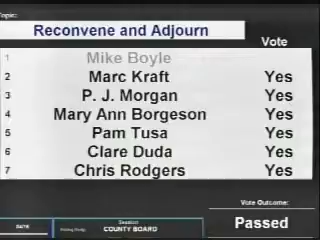 Topic:
Reconvene and Adjourn
Vote
1 Mike Boyle
2 Marc Kraft Yes
3 P. J. Morgan Yes
4 Mary Ann Borgeson Yes
5 Pam Tusa Yes
6 Clare Duda Yes
7 Chris Rodgers Yes
Vote Outcome:
Passed
Session
DATE
COUNTY BOARD